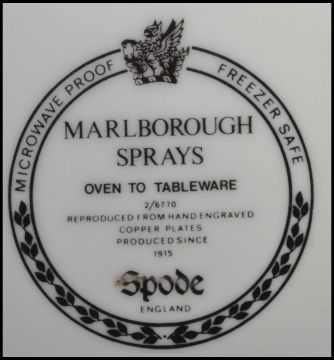 MICROWAVE PROOF
FREEZER SAFE
MARLBOROUGH
SPRAYS
OVEN TO TABLEWARE
2/6770
REPRODUCED FROM HAND ENGRAVED
COPPER PLATES
PRODUCED SINCE
1915
Spode
ENGLAND